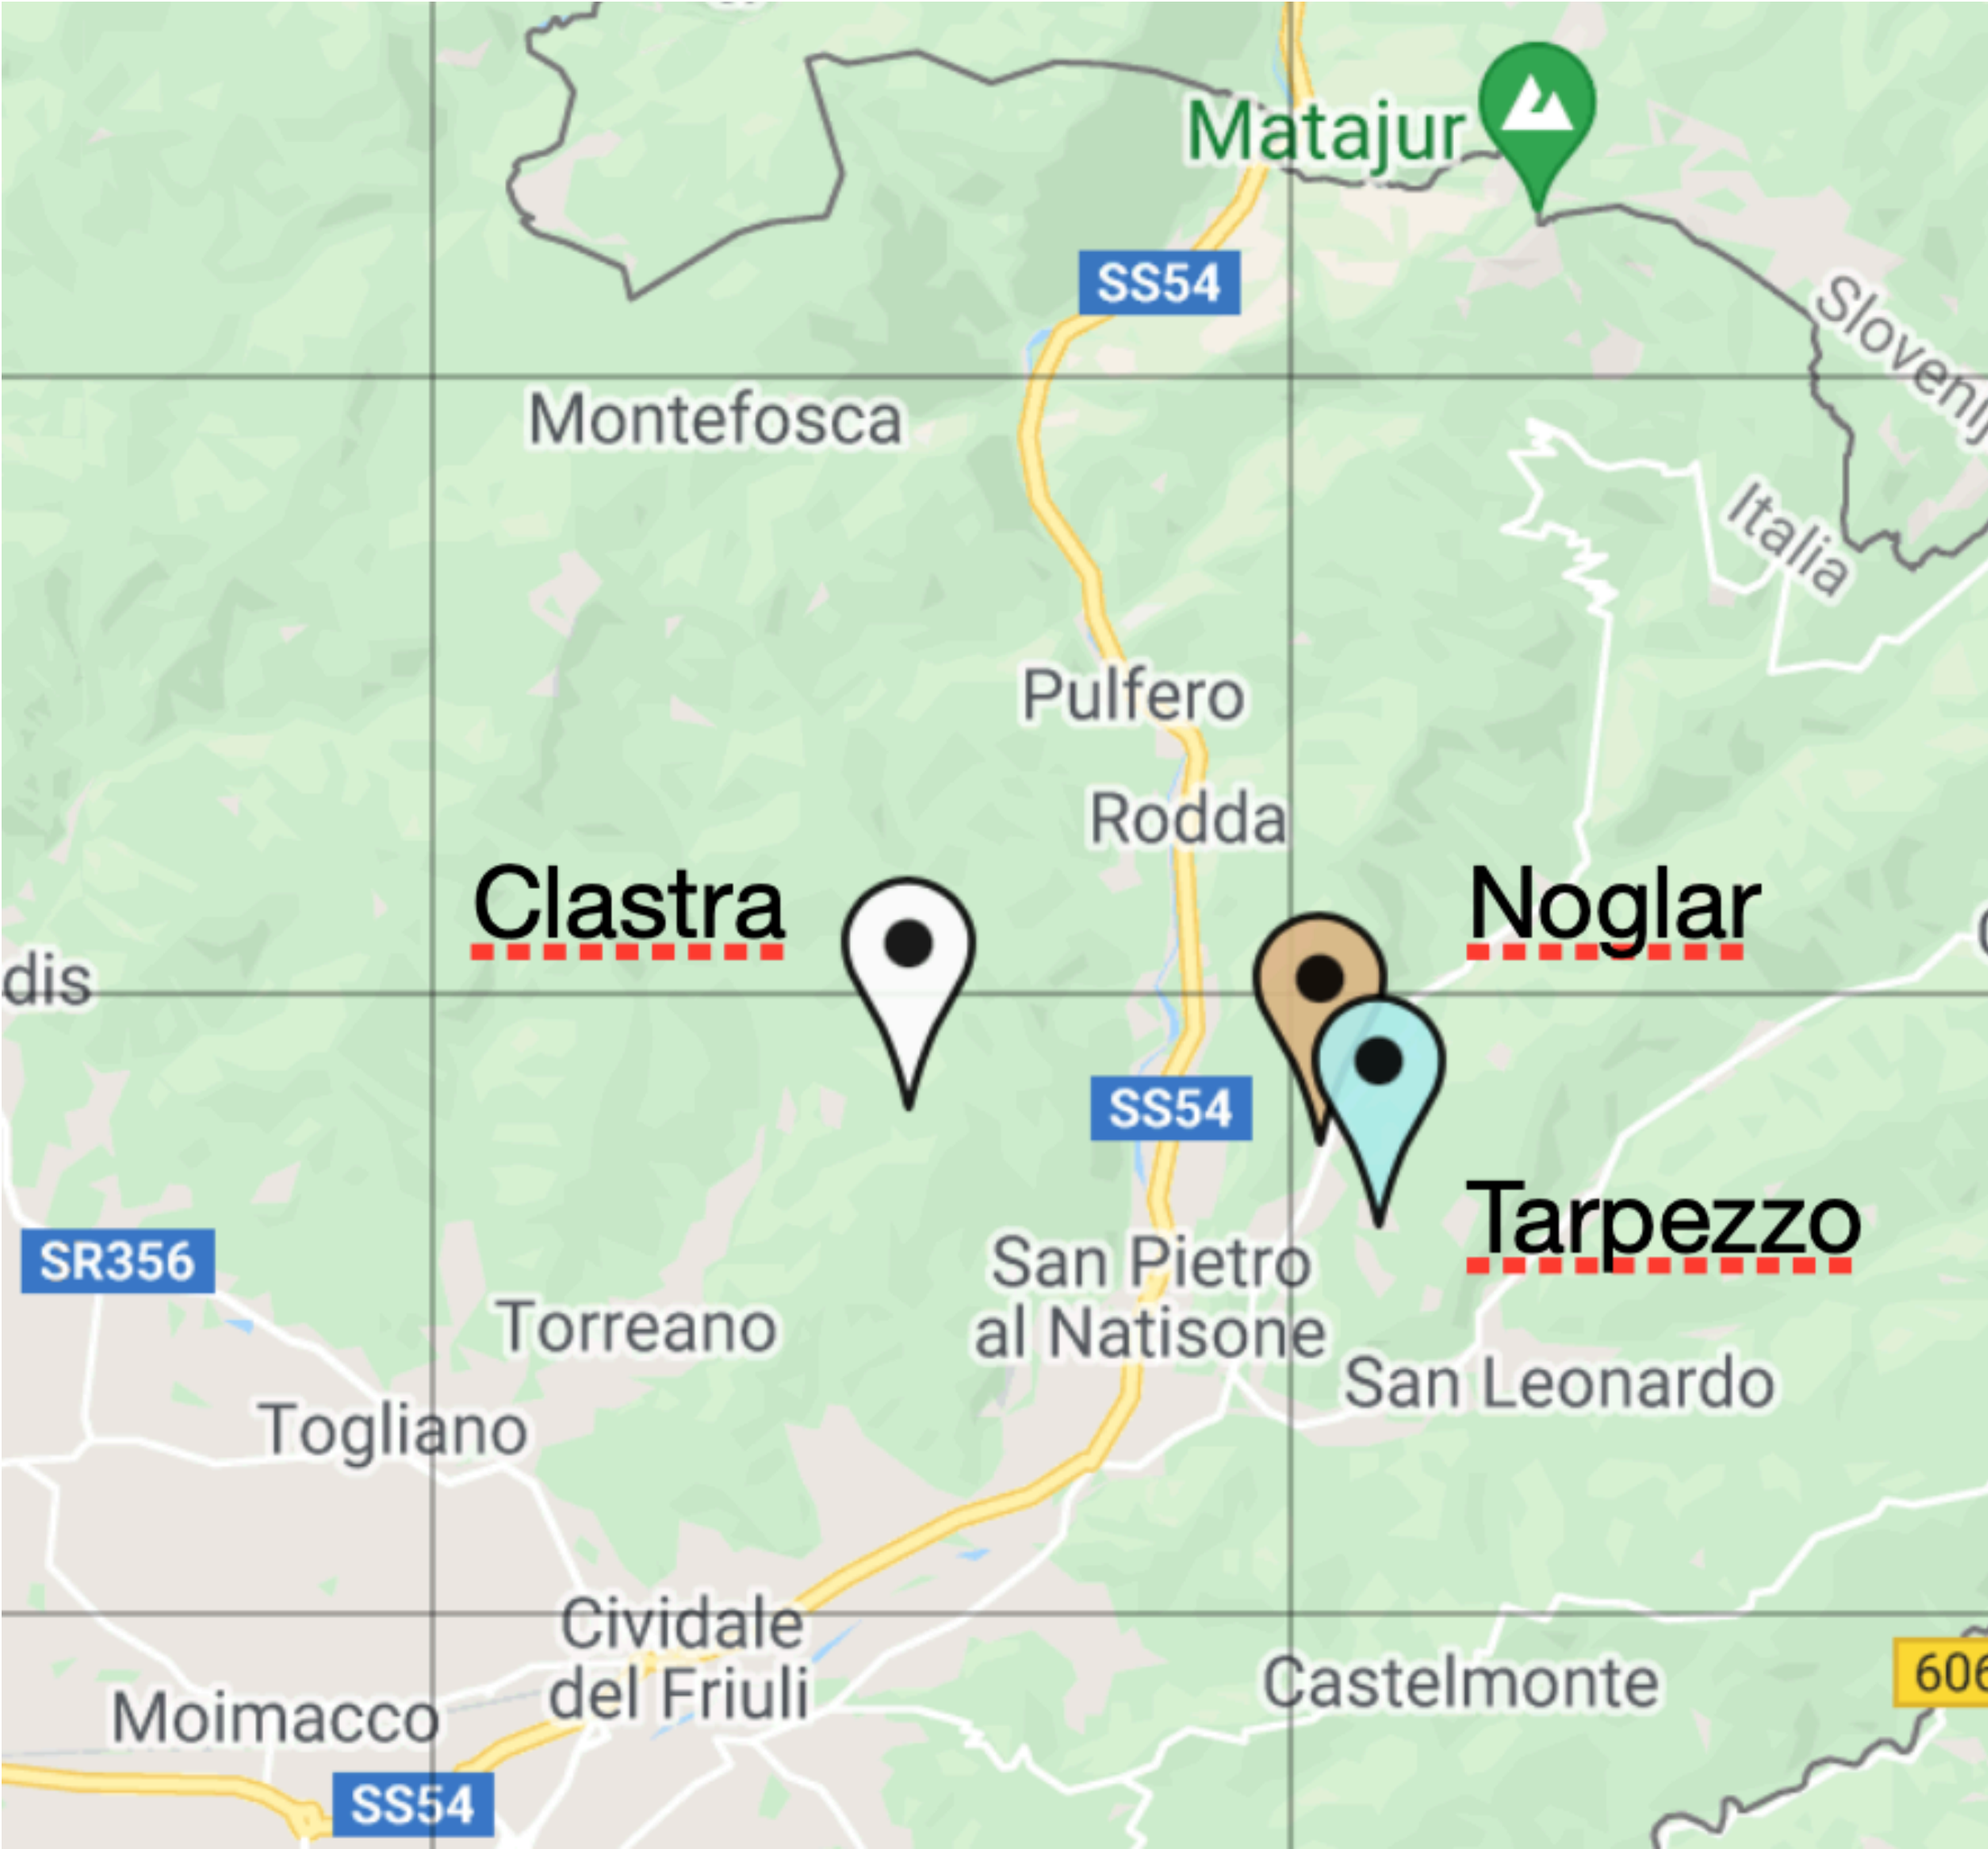 Matajur
SS54
Slovenij
Montefosca
Italia
Pulfero
Rodda
Clastra
Noglar
dis
SS54
Tarpezzo
SR356
San Pietro
al Natisone
Torreano
San Leonardo
Togliano
Cividale
del Friuli
Castelmonte
606
Moimacco
SS54